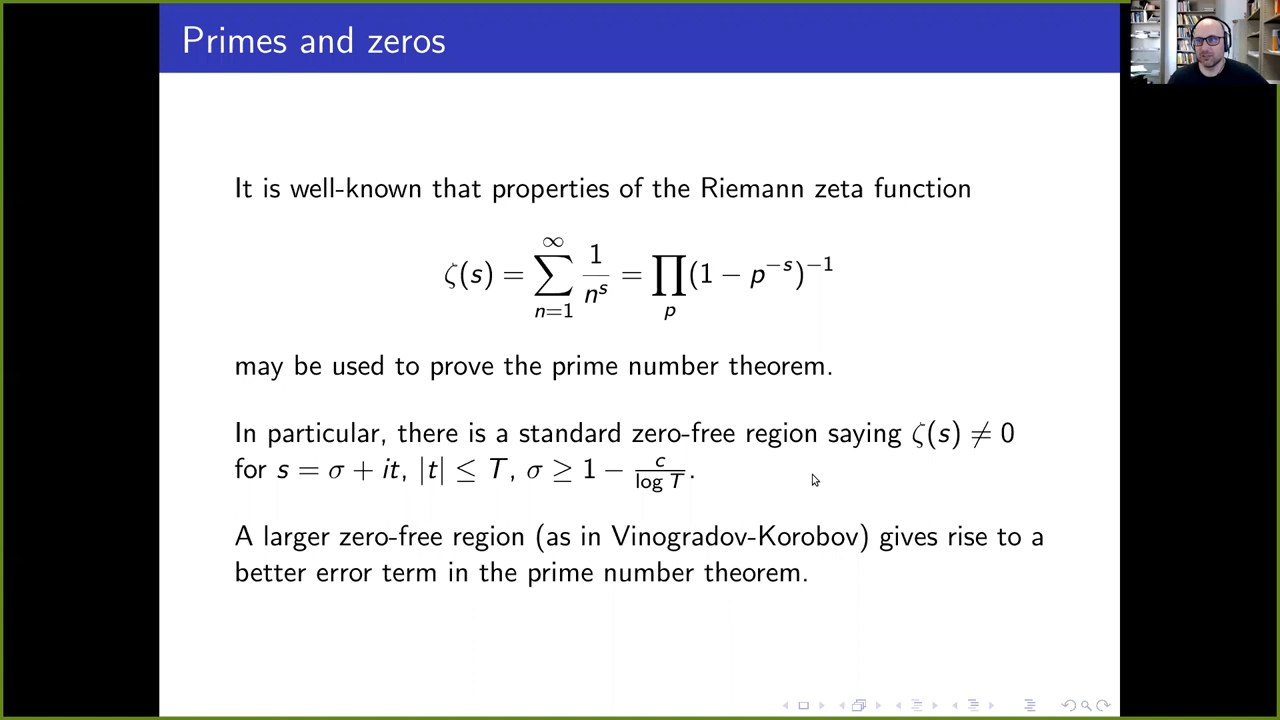 Primes and zeros
It is well-known that properties of the Riemann zeta function
ζ(s) = ∑_{n=1}^{∞} 1/n^s = ∏_p (1 − p^{−s})^{−1}
may be used to prove the prime number theorem.
In particular, there is a standard zero-free region saying ζ(s) ≠ 0
for s = σ + it, |t| ≤ T, σ ≥ 1 − c/log T.
A larger zero-free region (as in Vinogradov-Korobov) gives rise to a
better error term in the prime number theorem.